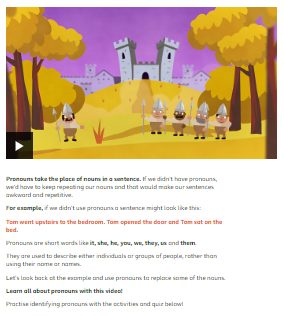 Pronouns take the place of nouns in a sentence. If we didn't have pronouns,
we'd have to keep repeating our nouns and that would make our sentences
awkward and repetitive.
For example, if we didn't use pronouns a sentence might look like this:
Tom went upstairs to the bedroom. Tom opened the door and Tom sat on the
bed.
Pronouns are short words like it, she, he, you, we, they, us and them.
They are used to describe either individuals or groups of people, rather than
using their name or names.
Let's look back at the example and use pronouns to replace some of the nouns.
Learn all about pronouns with this video!
Practise identifying pronouns with the activities and quiz below!